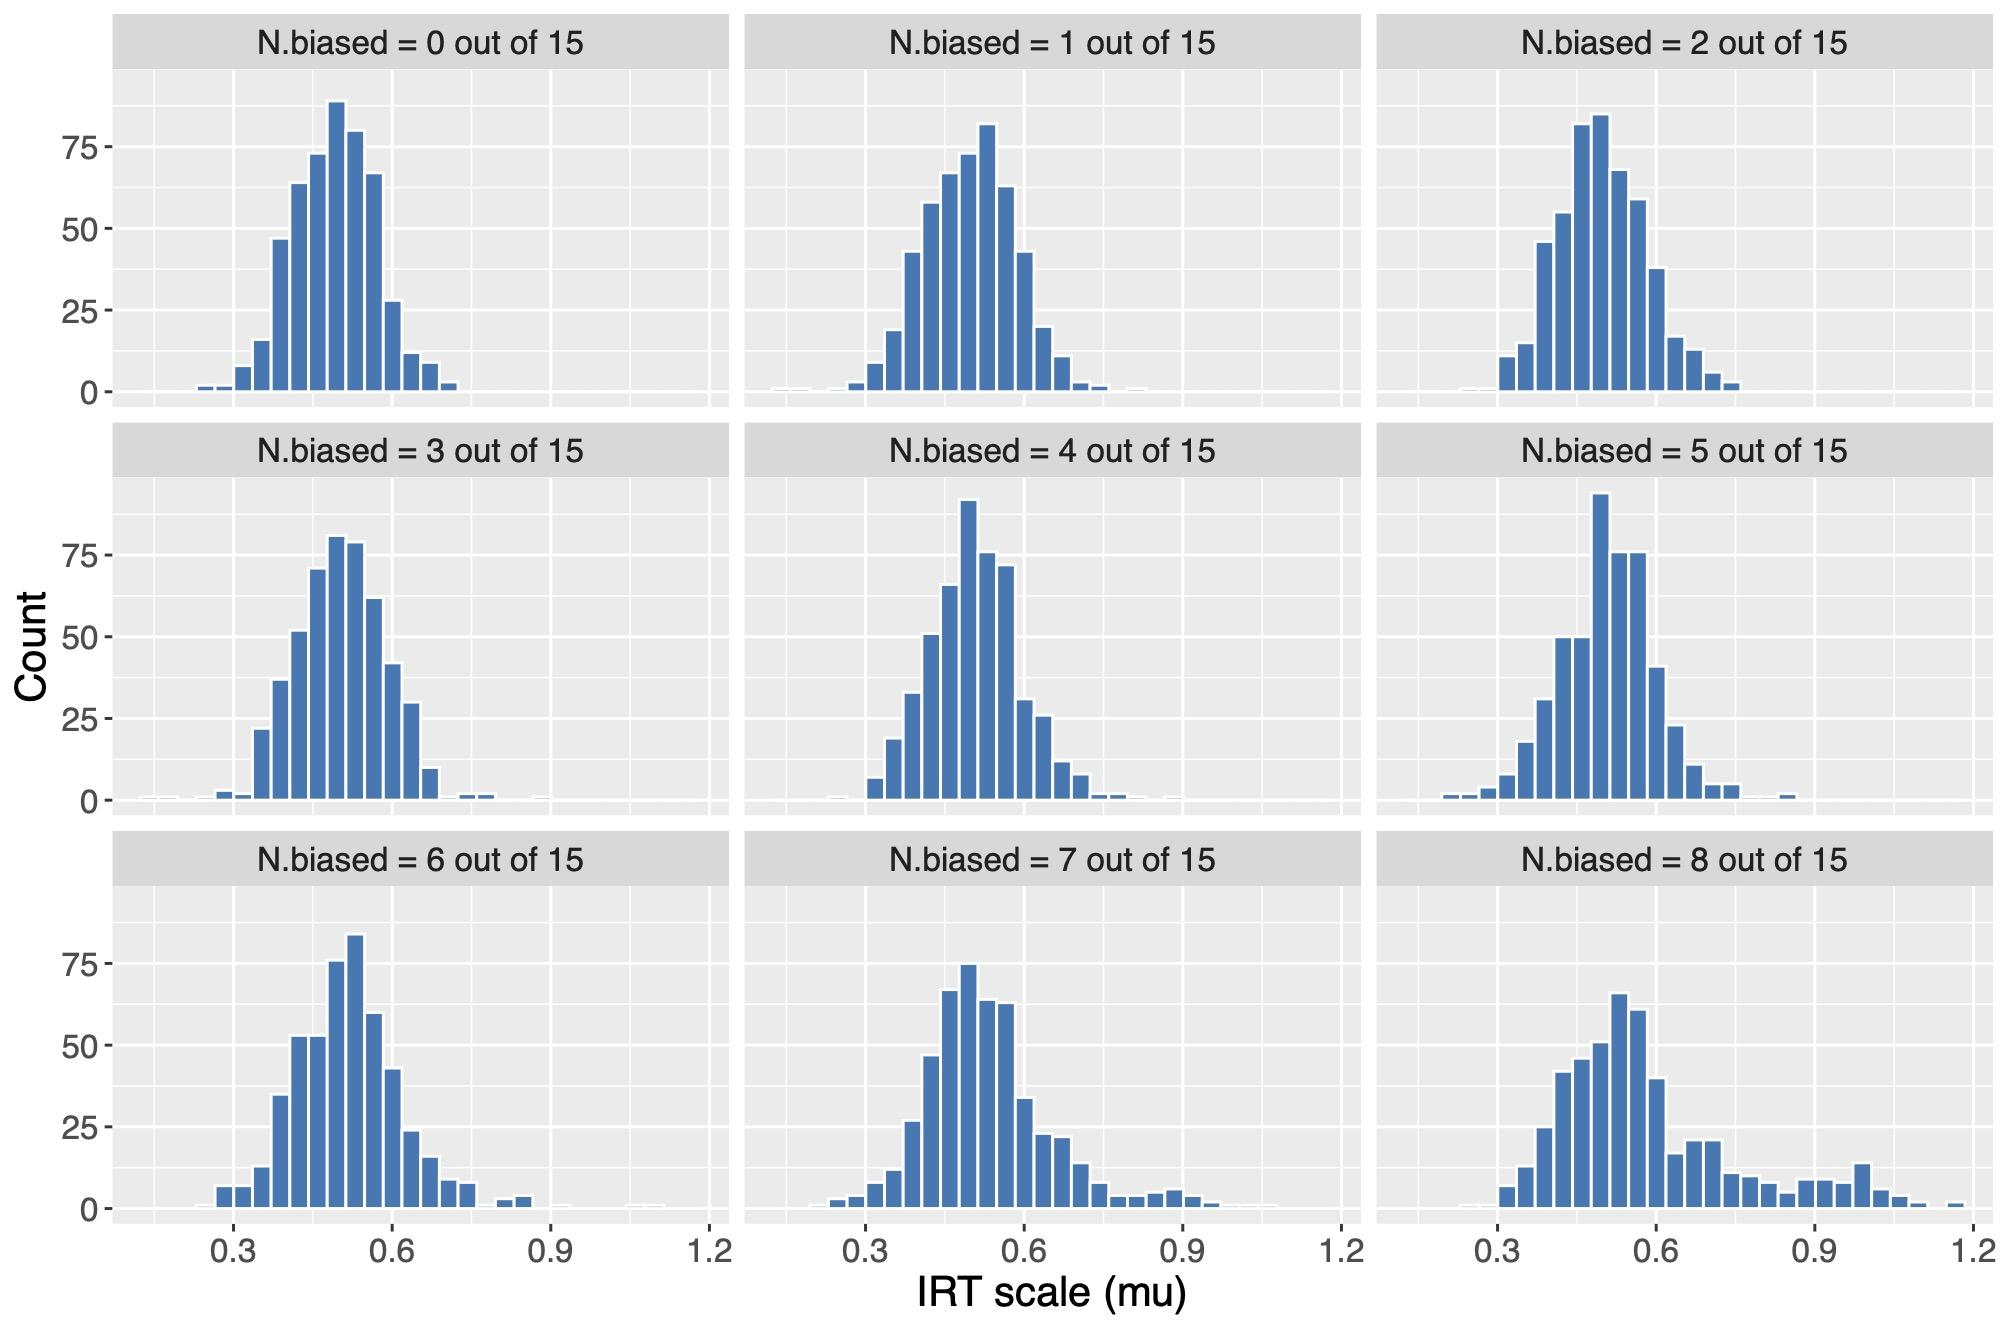 N.biased = 0 out of 15
N.biased = 1 out of 15
N.biased = 2 out of 15
75
50
25
0
N.biased = 3 out of 15
N.biased = 4 out of 15
N.biased = 5 out of 15
75
50
25
0
Count
N.biased = 6 out of 15
N.biased = 7 out of 15
N.biased = 8 out of 15
75
50
25
0
0.3 0.6 0.9 1.2
0.3 0.6 0.9 1.2
0.3 0.6 0.9 1.2
IRT scale (mu)